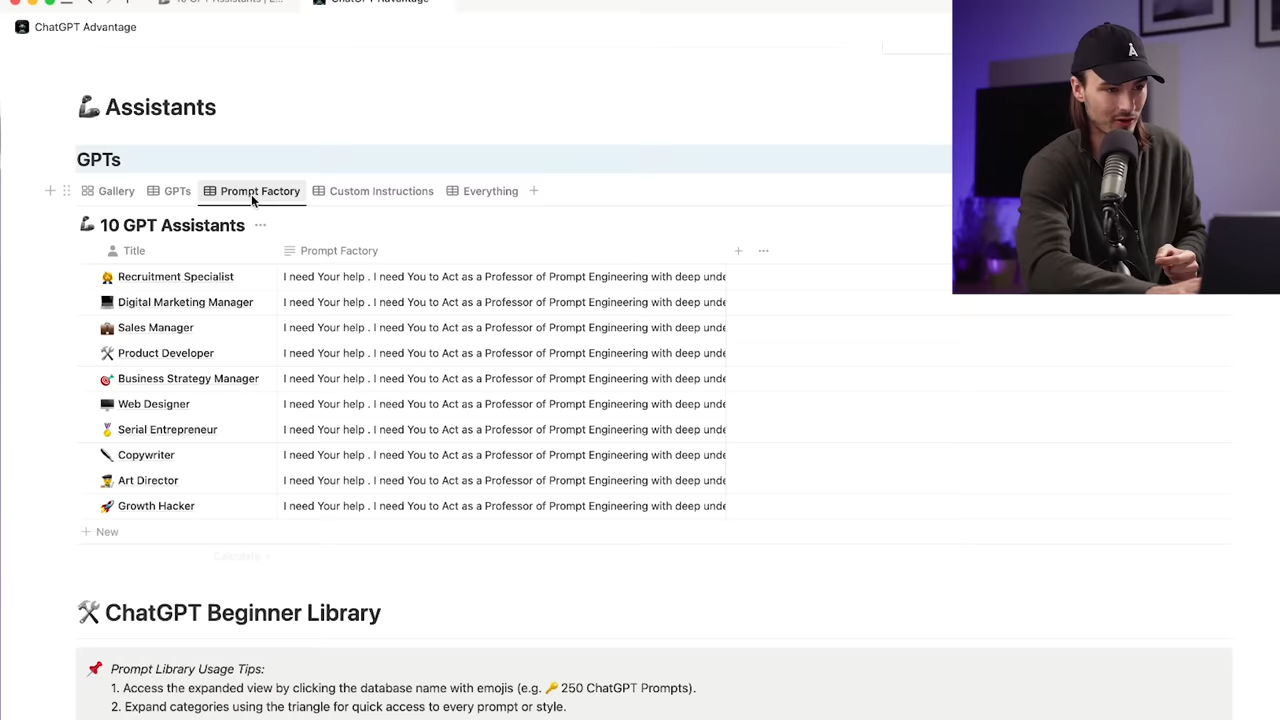 ChatGPT Advantage
ChatGPT Advantage
Assistants
GPTs
Gallery GPTs Prompt Factory Custom Instructions Everything
10 GPT Assistants
Title Prompt Factory
Recruitment Specialist I need Your help . I need You to Act as a Professor of Prompt Engineering with deep unde
Digital Marketing Manager I need Your help . I need You to Act as a Professor of Prompt Engineering with deep unde
Sales Manager I need Your help . I need You to Act as a Professor of Prompt Engineering with deep unde
Product Developer I need Your help . I need You to Act as a Professor of Prompt Engineering with deep unde
Business Strategy Manager I need Your help . I need You to Act as a Professor of Prompt Engineering with deep unde
Web Designer I need Your help . I need You to Act as a Professor of Prompt Engineering with deep unde
Serial Entrepreneur I need Your help . I need You to Act as a Professor of Prompt Engineering with deep unde
Copywriter I need Your help . I need You to Act as a Professor of Prompt Engineering with deep unde
Art Director I need Your help . I need You to Act as a Professor of Prompt Engineering with deep unde
Growth Hacker I need Your help . I need You to Act as a Professor of Prompt Engineering with deep unde
New
Calculate
ChatGPT Beginner Library
Prompt Library Usage Tips:
1. Access the expanded view by clicking the database name with emojis (e.g. 🔑 250 ChatGPT Prompts).
2. Expand categories using the triangle for quick access to every prompt or style.